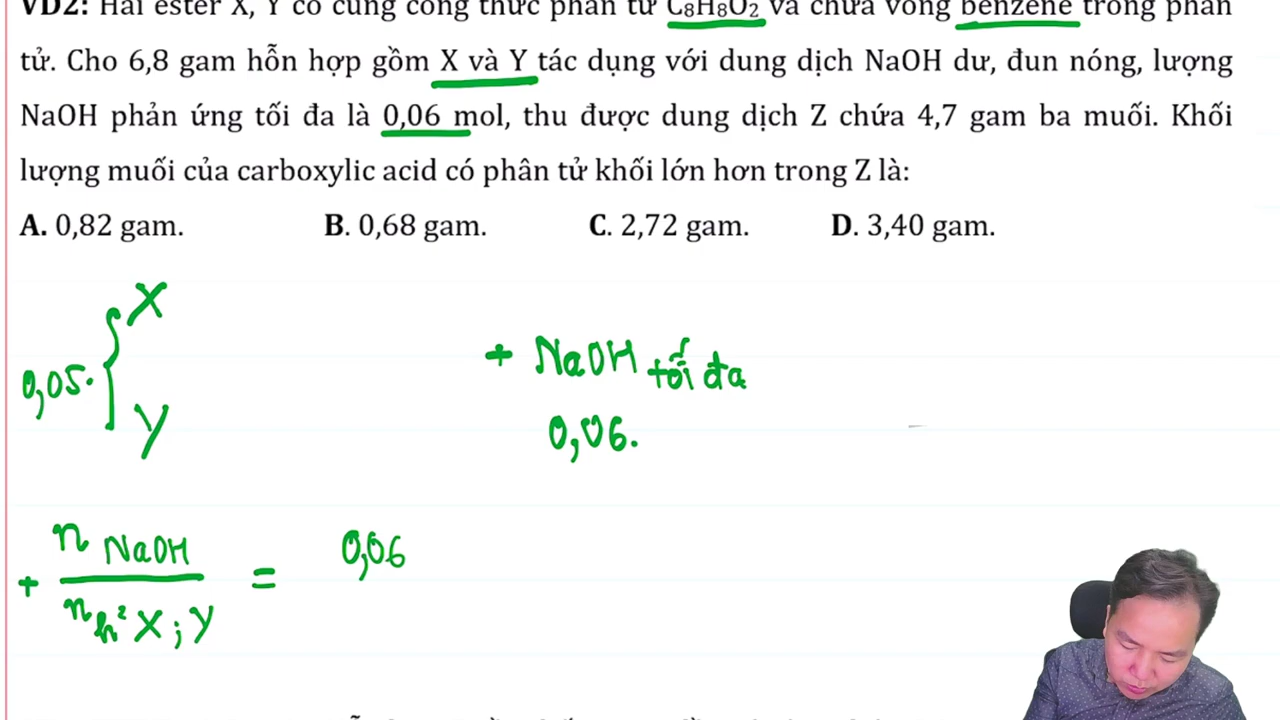 VD2: Hai ester X, Y có cùng công thức phân tử C₈H₈O₂ và chứa vòng benzene trong phân
tử. Cho 6,8 gam hỗn hợp gồm X và Y tác dụng với dung dịch NaOH dư, đun nóng, lượng
NaOH phản ứng tối đa là 0,06 mol, thu được dung dịch Z chứa 4,7 gam ba muối. Khối
lượng muối của carboxylic acid có phân tử khối lớn hơn trong Z là:
A. 0,82 gam. B. 0,68 gam. C. 2,72 gam. D. 3,40 gam.
X
0,05. + NaOH tối đa
Y 0,06.
n NaOH 0,06
+ =
n h² X ; Y